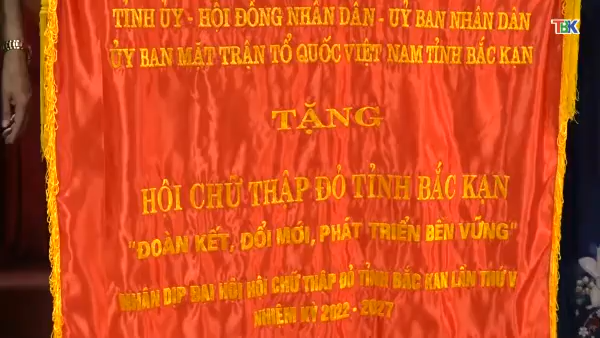 TỈNH ỦY - HỘI ĐỒNG NHÂN DÂN - ỦY BAN NHÂN DÂN
ỦY BAN MẶT TRẬN TỔ QUỐC VIỆT NAM TỈNH BẮC KẠN
TẶNG
HỘI CHỮ THẬP ĐỎ TỈNH BẮC KẠN
"ĐOÀN KẾT, ĐỔI MỚI, PHÁT TRIỂN BỀN VỮNG"
NHÂN DỊP ĐẠI HỘI HỘI CHỮ THẬP ĐỎ TỈNH BẮC KẠN LẦN THỨ V
NHIỆM KỲ 2022 - 2027
TBK